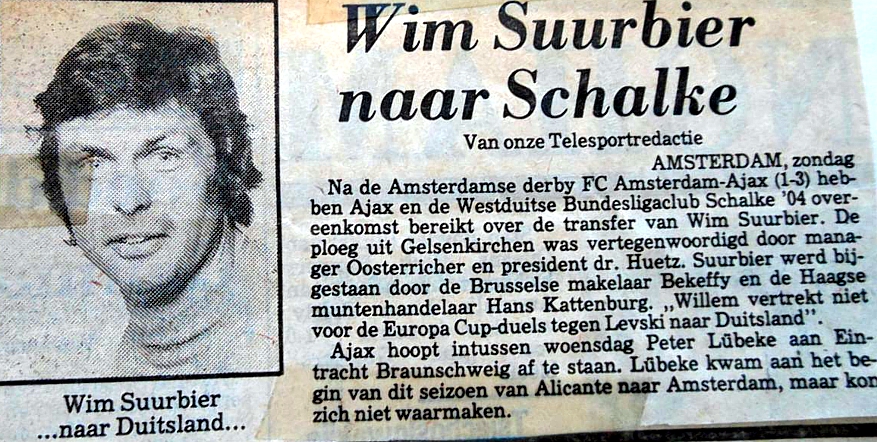 Wim Suurbier
naar Schalke
Van onze Telesportredactie
AMSTERDAM, zondag
Na de Amsterdamse derby FC Amsterdam-Ajax (1-3) heb-
ben Ajax en de Westduitse Bundesligaclub Schalke '04 over-
eenkomst bereikt over de transfer van Wim Suurbier. De
ploeg uit Gelsenkirchen was vertegenwoordigd door mana-
ger Oosterricher en president dr. Huetz. Suurbier werd bij-
gestaan door de Brusselse makelaar Bekeffy en de Haagse
muntenhandelaar Hans Kattenburg. „Willem vertrekt niet
voor de Europa Cup-duels tegen Levski naar Duitsland”.
Ajax hoopt intussen woensdag Peter Lübeke aan Ein-
tracht Braunschweig af te staan. Lübeke kwam aan het be-
gin van dit seizoen van Alicante naar Amsterdam, maar kon
zich niet waarmaken.
Wim Suurbier
...naar Duitsland...